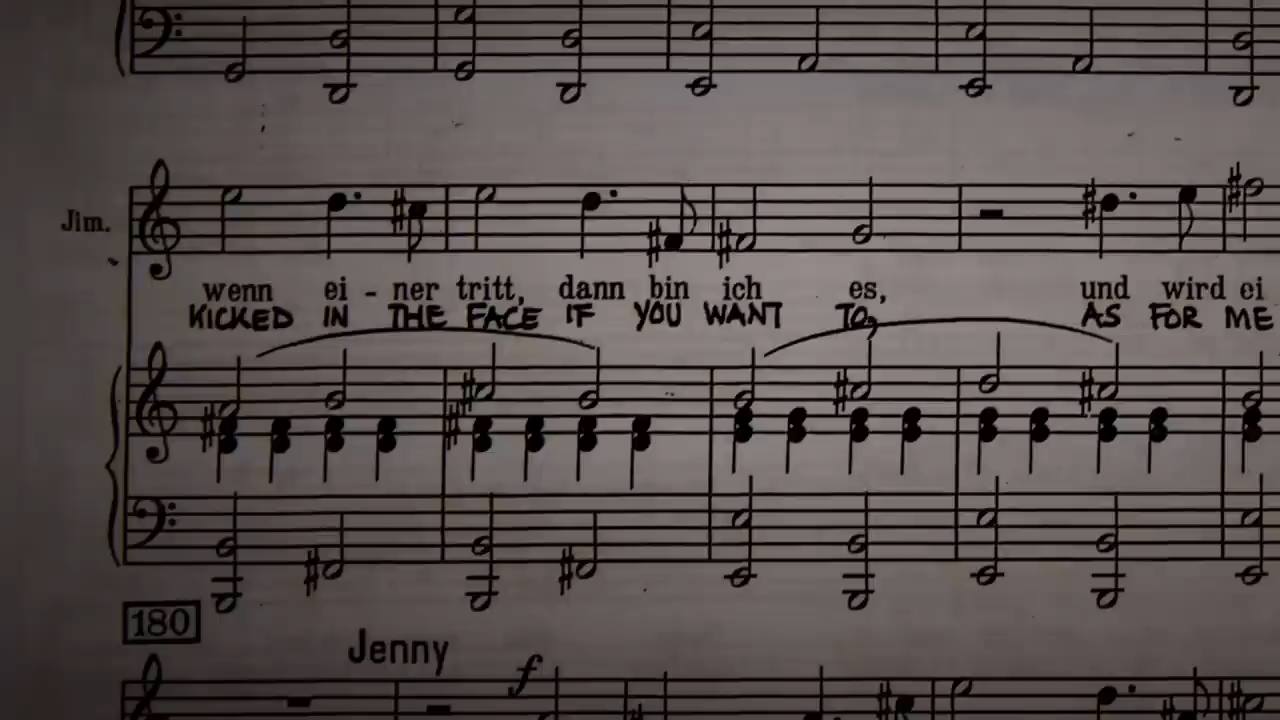 Jim.
wenn ei - ner tritt, dann bin ich es, und wird ei
KICKED IN THE FACE IF YOU WANT TO, AS FOR ME
180
Jenny
f